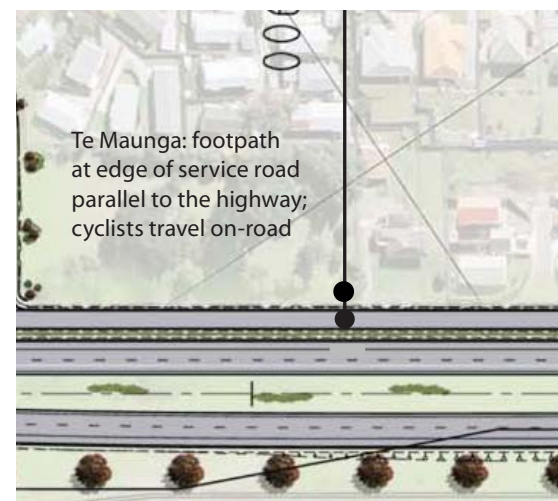 Te Maunga: footpath
at edge of service road
parallel to the highway;
cyclists travel on-road